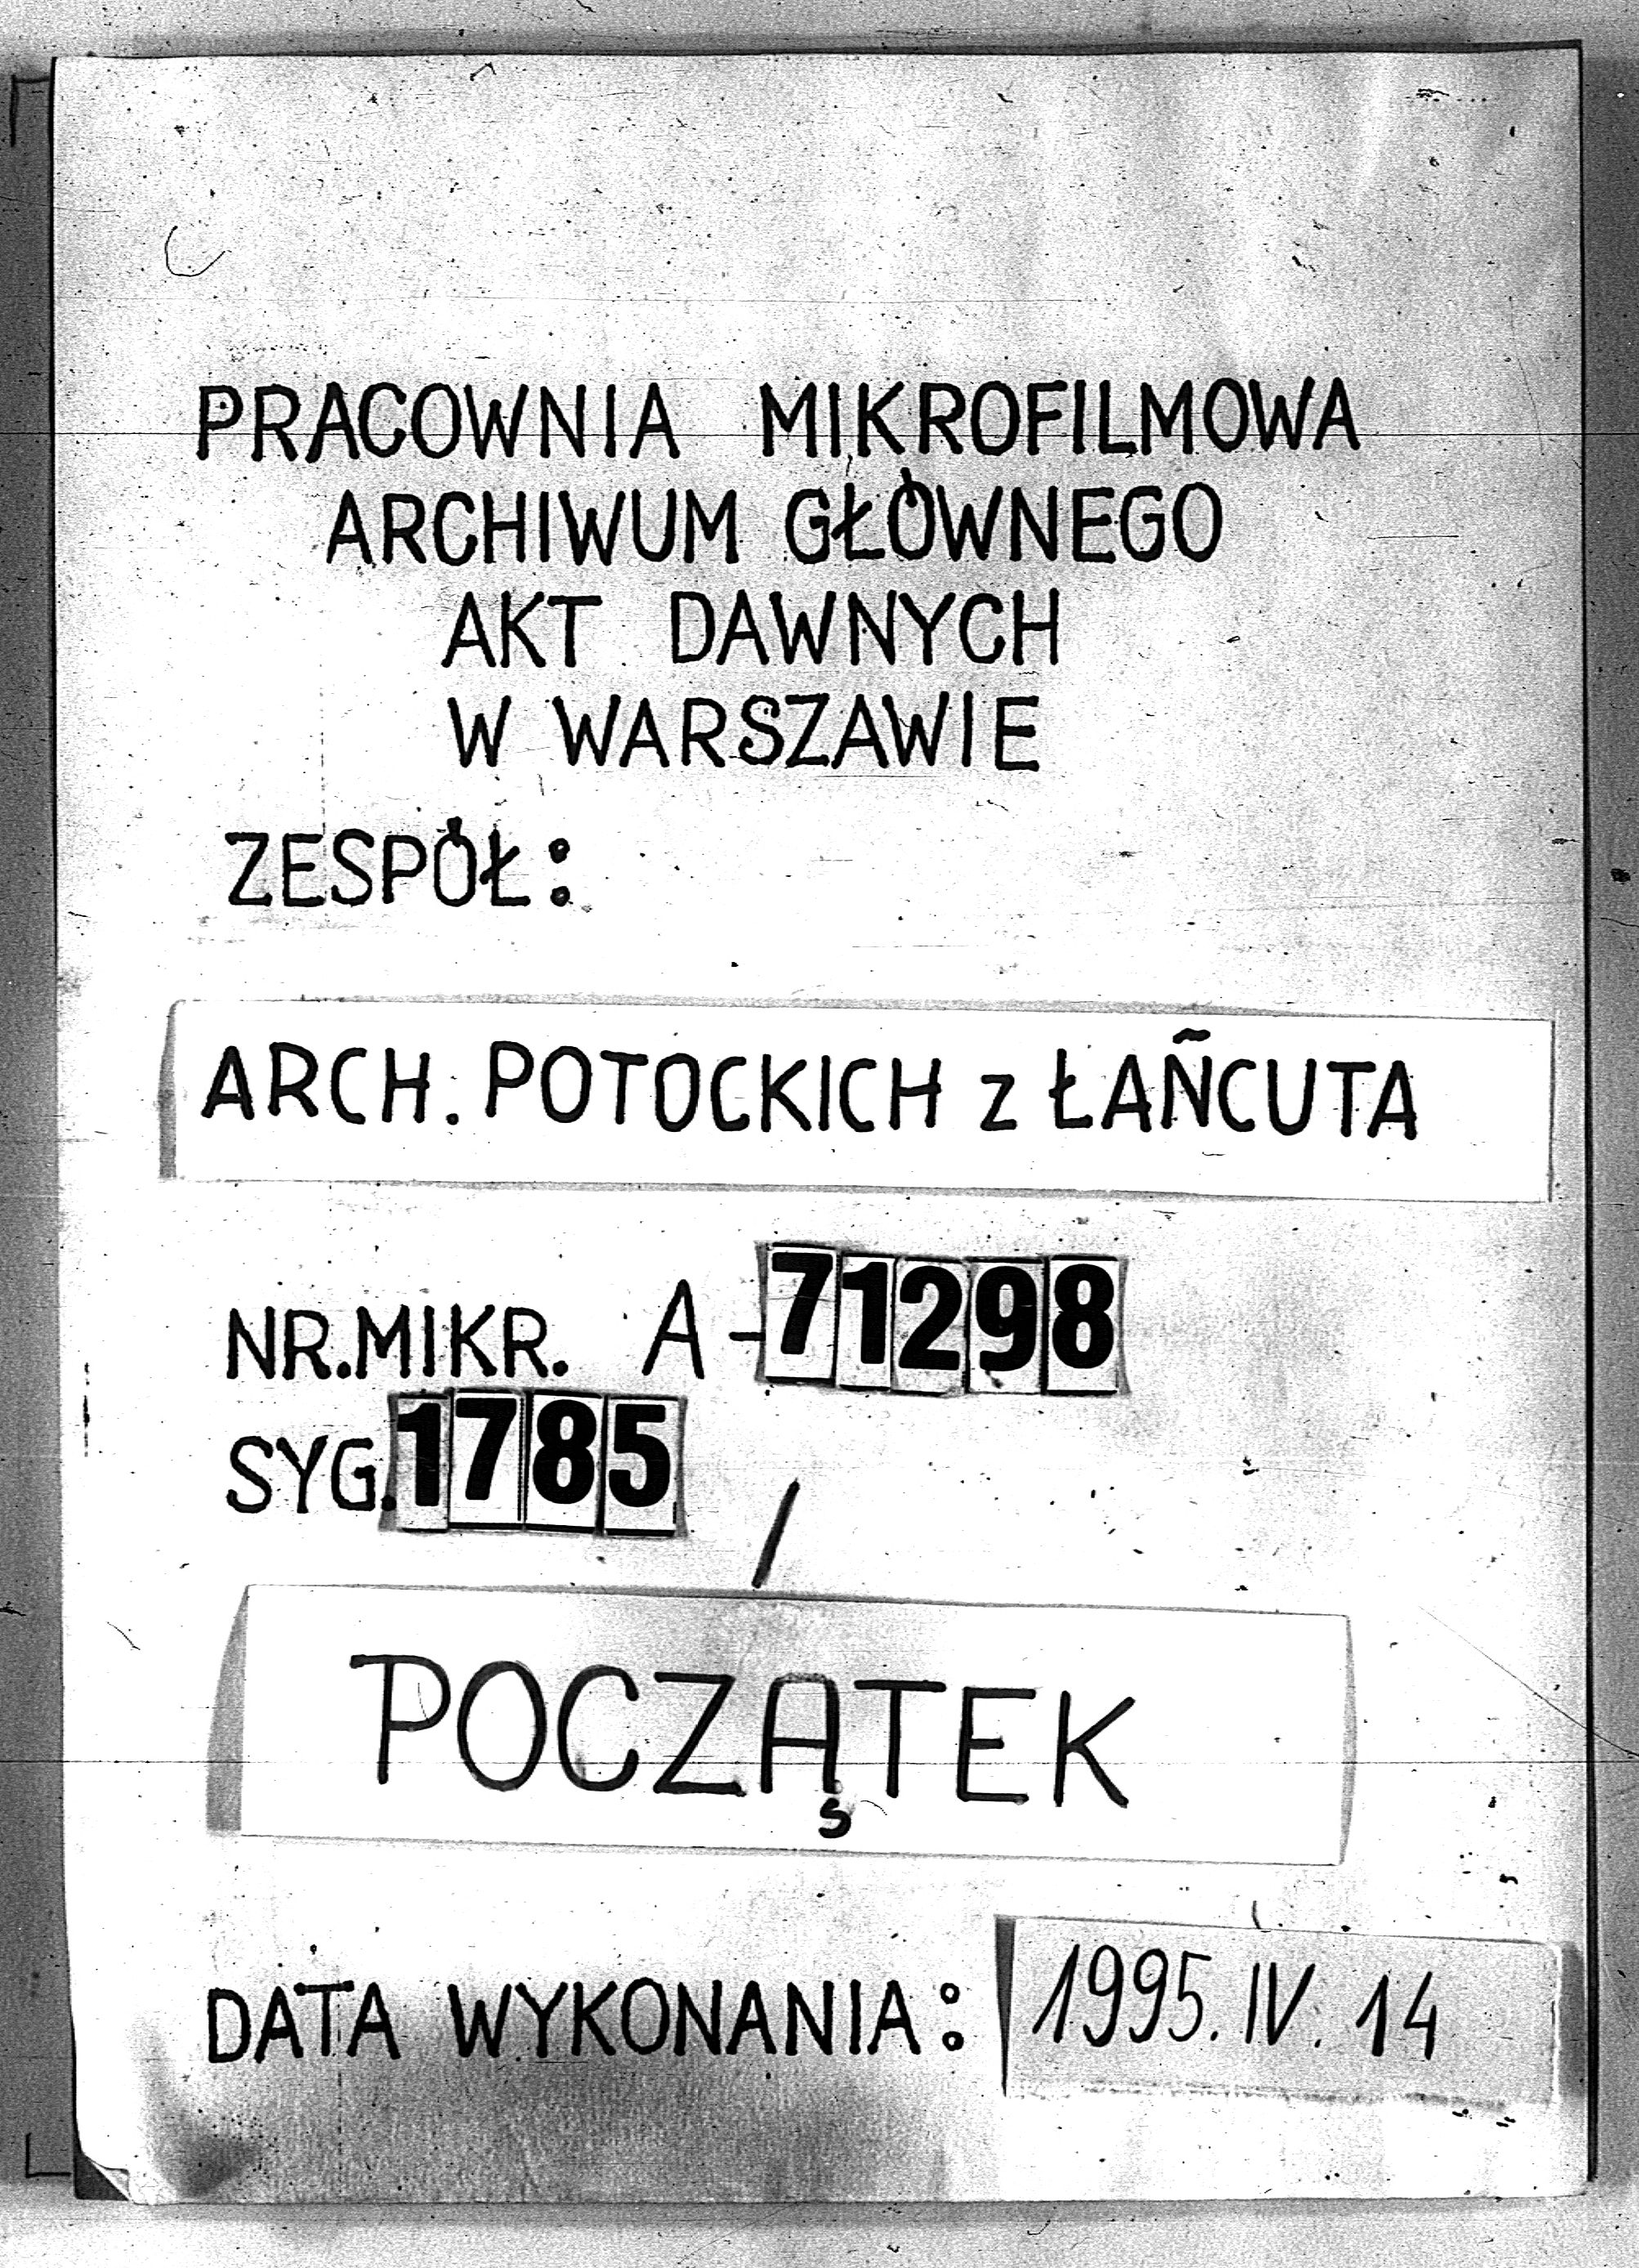 PRACOWNIA MIKROFILMOWA
ARCHIWUM GŁÓWNEGO
AKT DAWNYCH
W WARSZAWIE
ZESPÓŁ:
ARCH. POTOCKICH z ŁAŃCUTA
NR.MIKR. A-71298
SYG.1785 /
POCZĄTEK
DATA WYKONANIA: 1995.IV.14